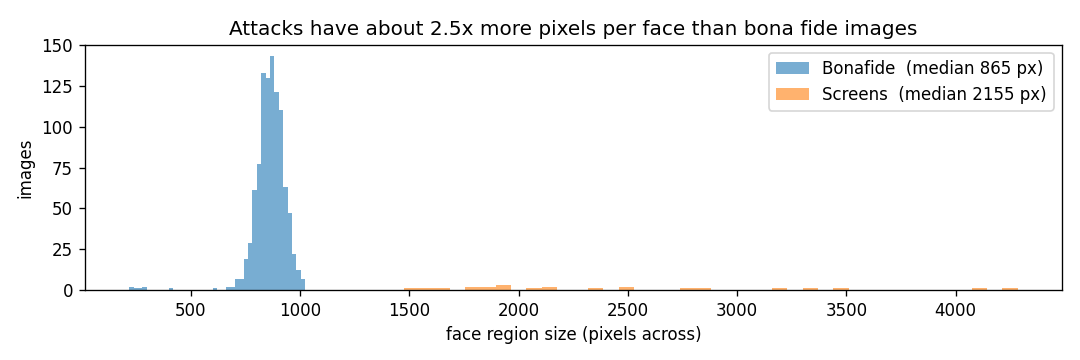 Attacks have about 2.5x more pixels per face than bona fide images
150
125
100
75
50
25
0
images
Bonafide  (median 865 px)
Screens  (median 2155 px)
500 1000 1500 2000 2500 3000 3500 4000
face region size (pixels across)